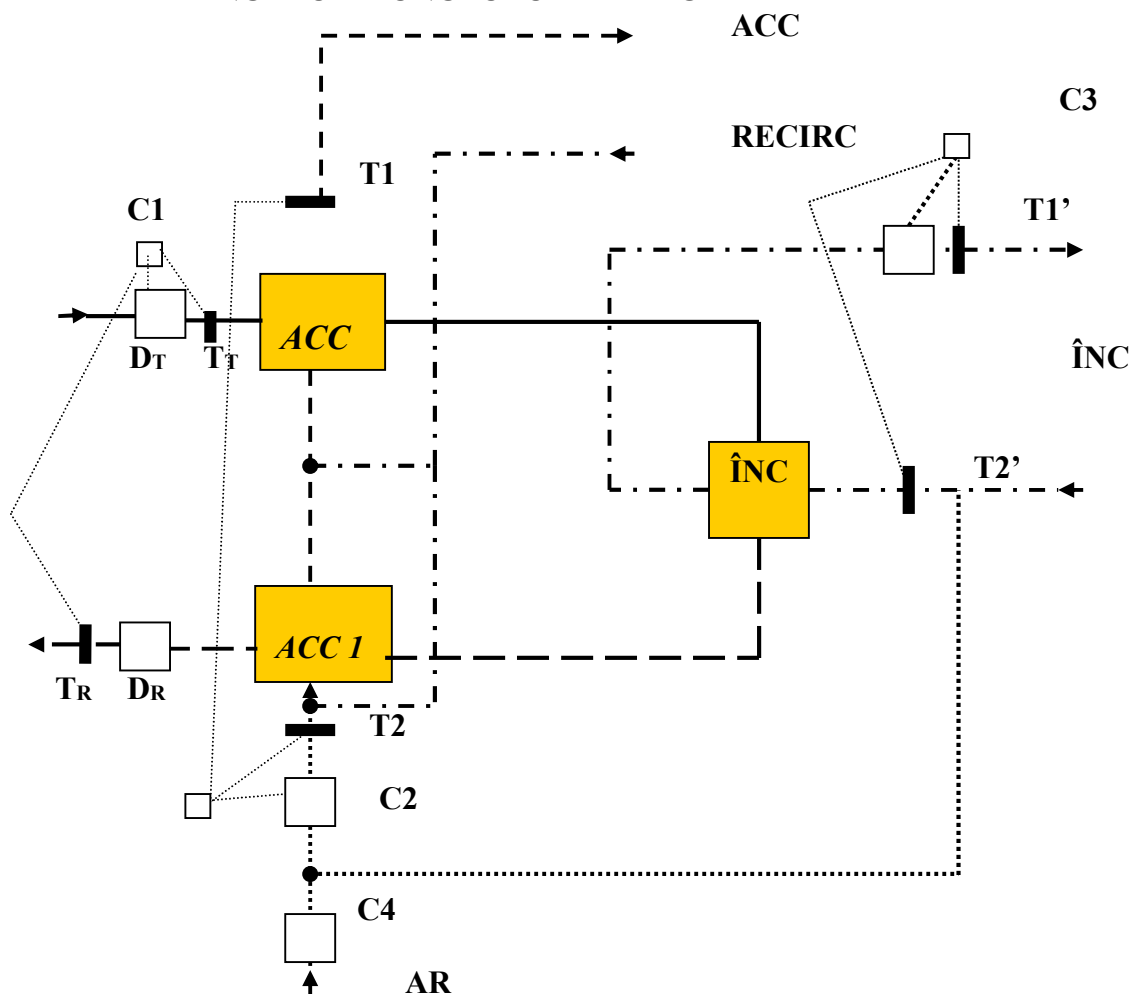 ACC
C3
RECIRC
T1
C1
T1’
ACC
DT
TT
ÎNC
ÎNC
T2’
ACC 1
TR
DR
T2
C2
C4
AR